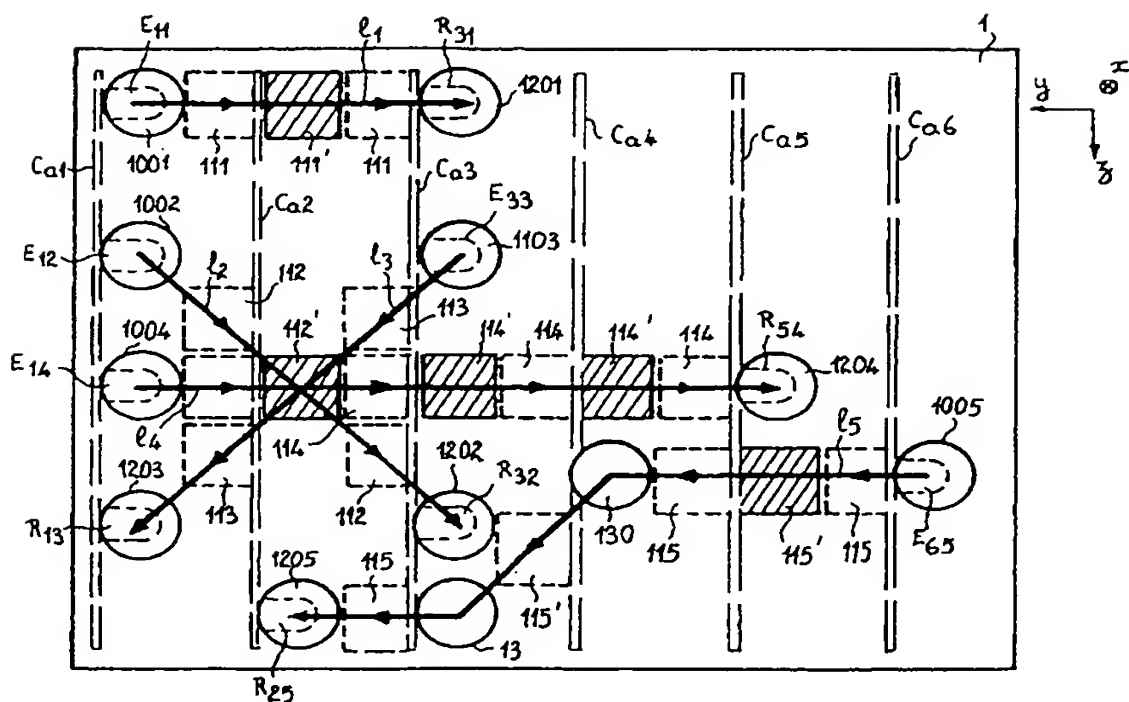 E11
l1
R31
1
x
y
z
1201
Ca1
1001
111
111'
111
Ca4
Ca5
Ca6
Ca3
1002
Ca2
E33
1103
E12
l2
l3
112
113
1004
112'
114'
114
114'
114
R54
1204
E14
l4
114
1005
l5
1203
1202
R32
113
112
130
115
115'
115
E65
R13
1205
115
115'
13
R25